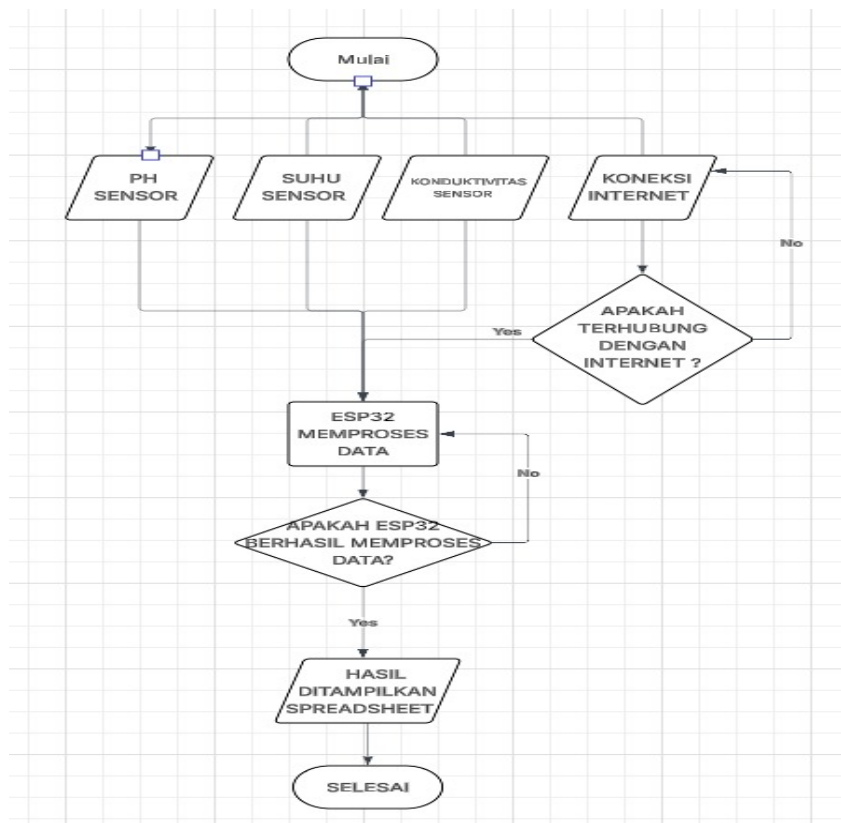 Mulai
PH
SENSOR
SUHU
SENSOR
KONDUKTIVITAS
SENSOR
KONEKSI
INTERNET
No
APAKAH
TERHUBUNG
DENGAN
INTERNET ?
Yes
ESP32
MEMPROSES
DATA
No
APAKAH ESP32
BERHASIL MEMPROSES
DATA?
Yes
HASIL
DITAMPILKAN
SPREADSHEET
SELESAI